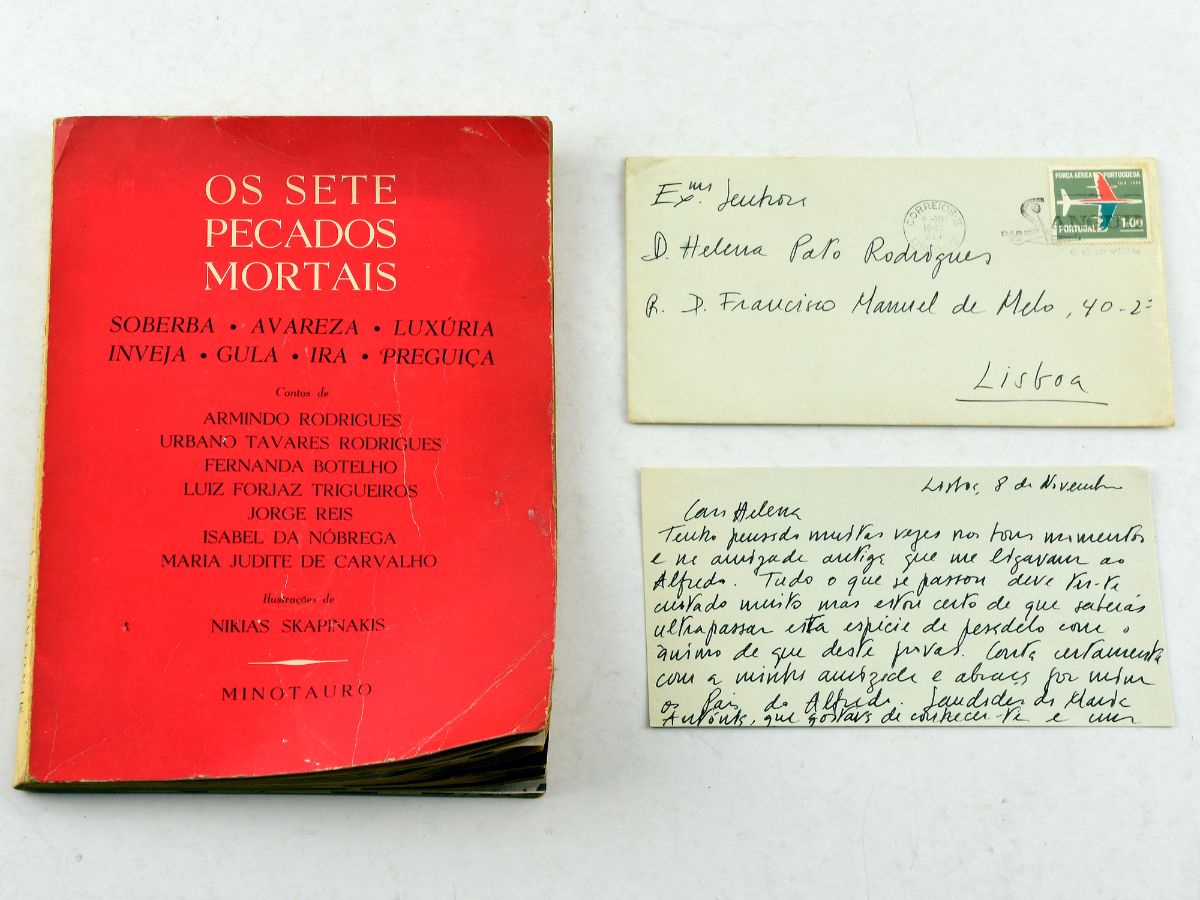 OS SETE
PECADOS
MORTAIS
SOBERBA • AVAREZA • LUXÚRIA
INVEJA • GULA • IRA • PREGUIÇA
Contos de
ARMINDO RODRIGUES
URBANO TAVARES RODRIGUES
FERNANDA BOTELHO
LUIZ FORJAZ TRIGUEIROS
JORGE REIS
ISABEL DA NÓBREGA
MARIA JUDITE DE CARVALHO
Ilustrações de
NIKIAS SKAPINAKIS
MINOTAURO
FORÇA AÉREA PORTUGUESA
PORTUGAL 1$00
CORREIOS
DAR
Ex.ma Senhora
D. Helena Pato Rodrigues
R. D. Francisco Manuel de Melo, 40-2º
Lisboa
Lisboa, 8 de Novembro
Cara Helena
Tenho pensado muitas vezes nos bons momentos
e na amizade antiga que me ligavam ao
Alfredo. Tudo o que se passou deve ter-te
custado muito mas estou certo de que saberás
ultrapassar esta espécie de pesadelo com o
ânimo de que deste provas. Conta certamente
com a minha amizade e abraça por mim
os Pais do Alfredo. Saudades da Maria
Antónia, que gostava de conhecer-te e um